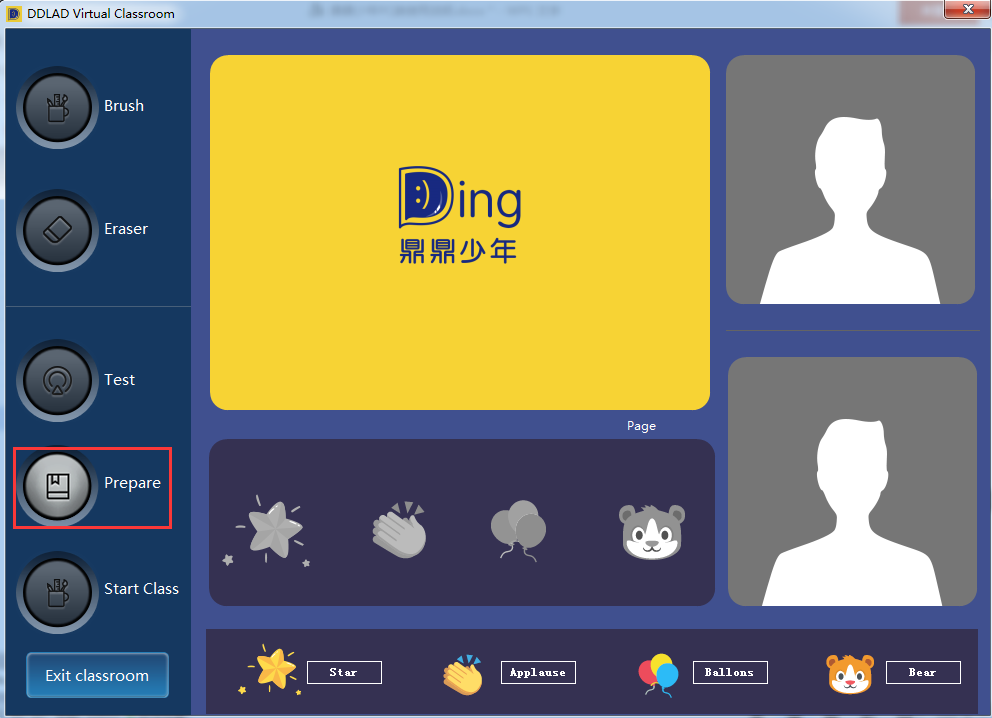 DDLAD Virtual Classroom
Brush
Eraser
Test
Prepare
Start Class
Exit classroom
Ding
鼎鼎少年
Page
Star
Applause
Ballons
Bear